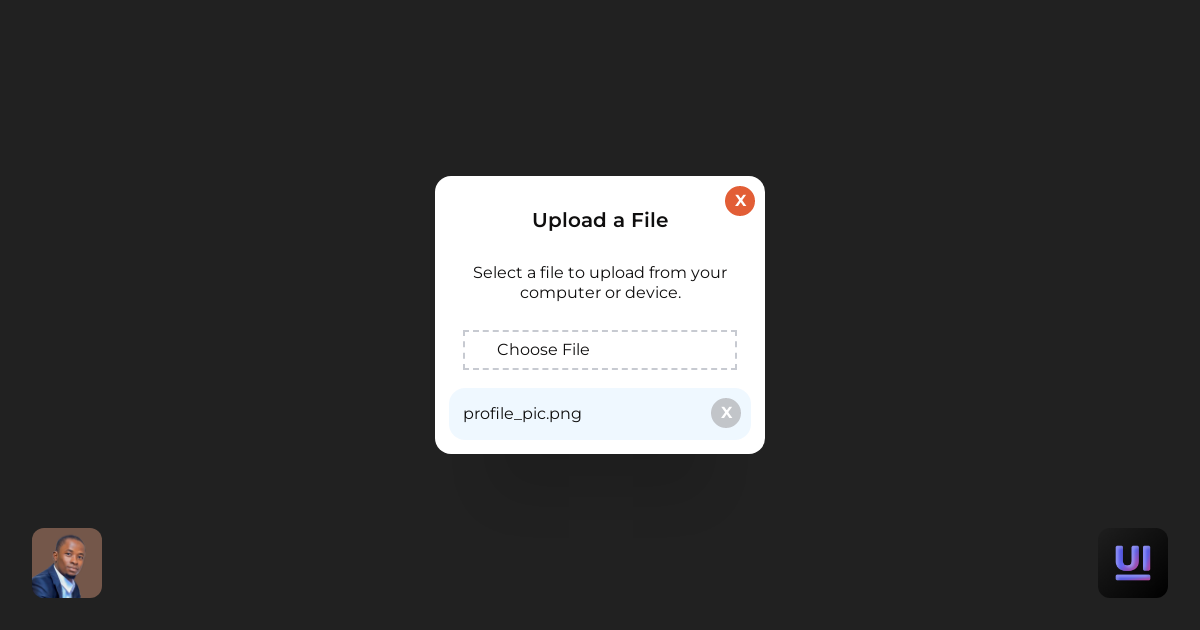 X
Upload a File
Select a file to upload from your
computer or device.
Choose File
profile_pic.png X
UI